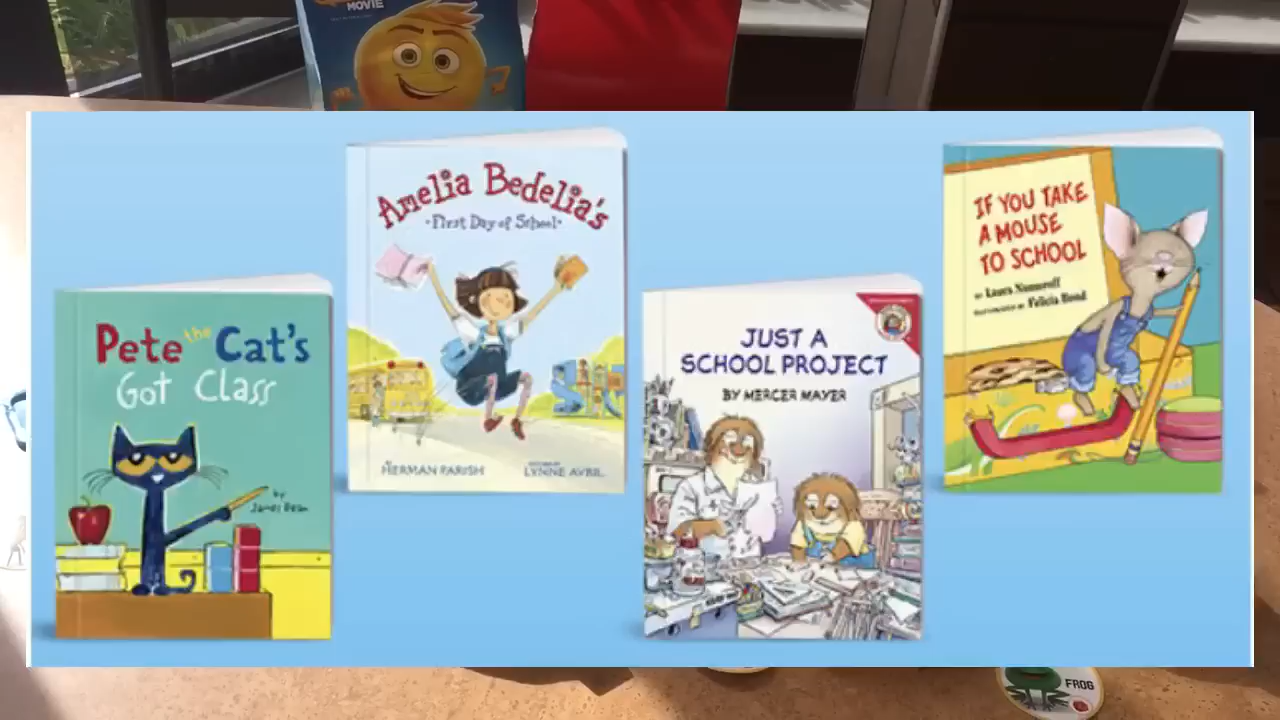 MOVIE
Pete the Cat's
Got Class
by
James Dean
Amelia Bedelia's
First Day of School
HERMAN PARISH
LYNNE AVRIL
JUST A
SCHOOL PROJECT
BY MERCER MAYER
IF YOU TAKE
A MOUSE
TO SCHOOL
BY Laura Numeroff
ILLUSTRATED BY Felicia Bond
FROG